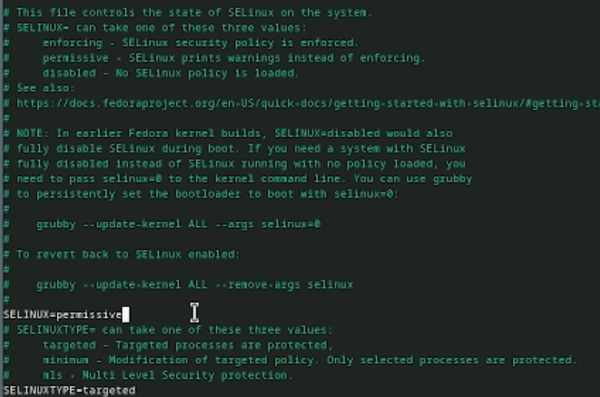 # This file controls the state of SELinux on the system.
# SELINUX= can take one of these three values:
#     enforcing - SELinux security policy is enforced.
#     permissive - SELinux prints warnings instead of enforcing.
#     disabled - No SELinux policy is loaded.
# See also:
# https://docs.fedoraproject.org/en-US/quick-docs/getting-started-with-selinux/#getting-sta
#
# NOTE: In earlier Fedora kernel builds, SELINUX=disabled would also
# fully disable SELinux during boot. If you need a system with SELinux
# fully disabled instead of SELinux running with no policy loaded, you
# need to pass selinux=0 to the kernel command line. You can use grubby
# to persistently set the bootloader to boot with selinux=0:
#
#    grubby --update-kernel ALL --args selinux=0
#
# To revert back to SELinux enabled:
#
#    grubby --update-kernel ALL --remove-args selinux
#
SELINUX=permissive
# SELINUXTYPE= can take one of these three values:
#     targeted - Targeted processes are protected,
#     minimum - Modification of targeted policy. Only selected processes are protected.
#     mls - Multi Level Security protection.
SELINUXTYPE=targeted